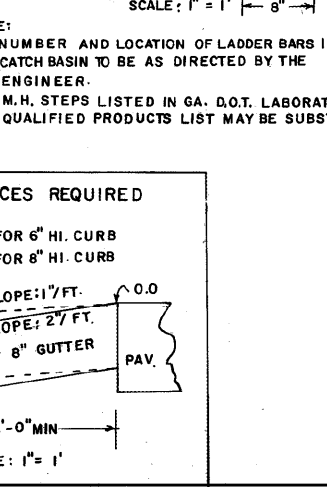 SCALE: 1" = 1' 8"
E:
NUMBER AND LOCATION OF LADDER BARS I
CATCH BASIN TO BE AS DIRECTED BY THE
ENGINEER.
M.H. STEPS LISTED IN GA. D.O.T. LABORAT
QUALIFIED PRODUCTS LIST MAY BE SUBS
CES REQUIRED
FOR 6" HI. CURB
FOR 8" HI. CURB
LOPE: 1"/FT. 0.0
LOPE: 2"/FT.
8" GUTTER
PAV.
'-0" MIN
E: 1" = 1'